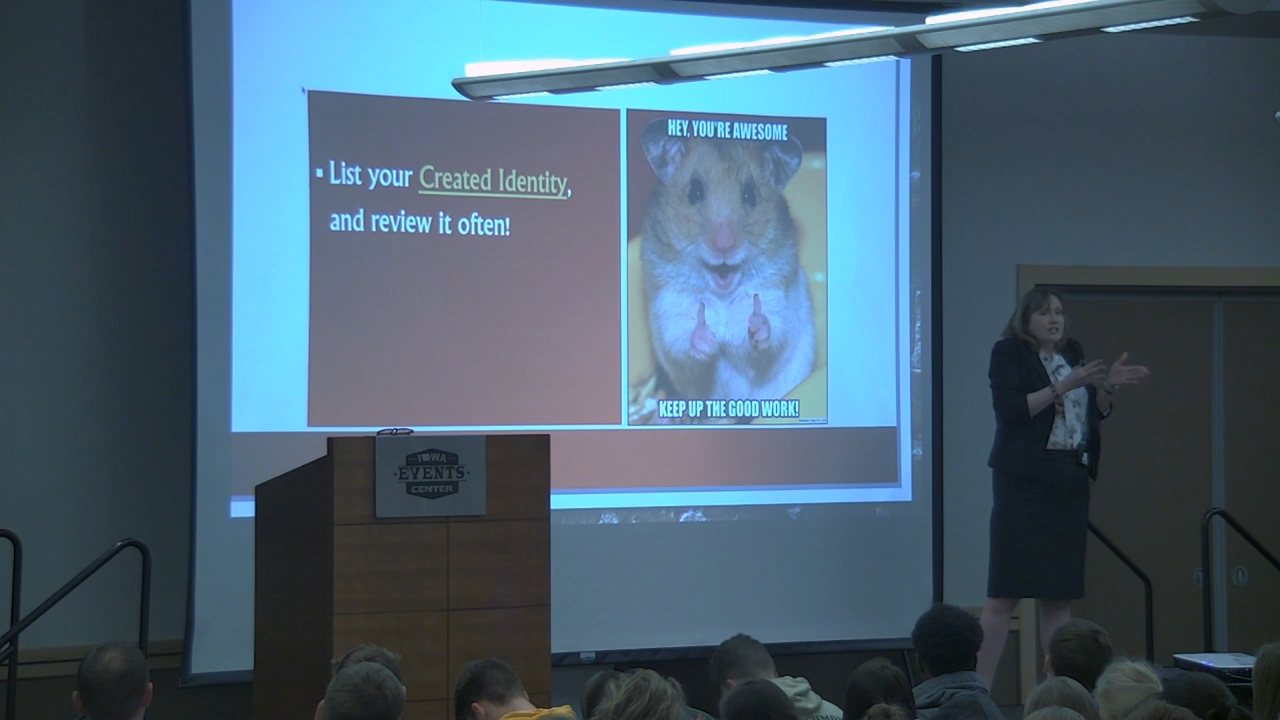 ▪ List your Created Identity,
and review it often!
HEY, YOU'RE AWESOME
KEEP UP THE GOOD WORK!
IOWA
EVENTS
CENTER